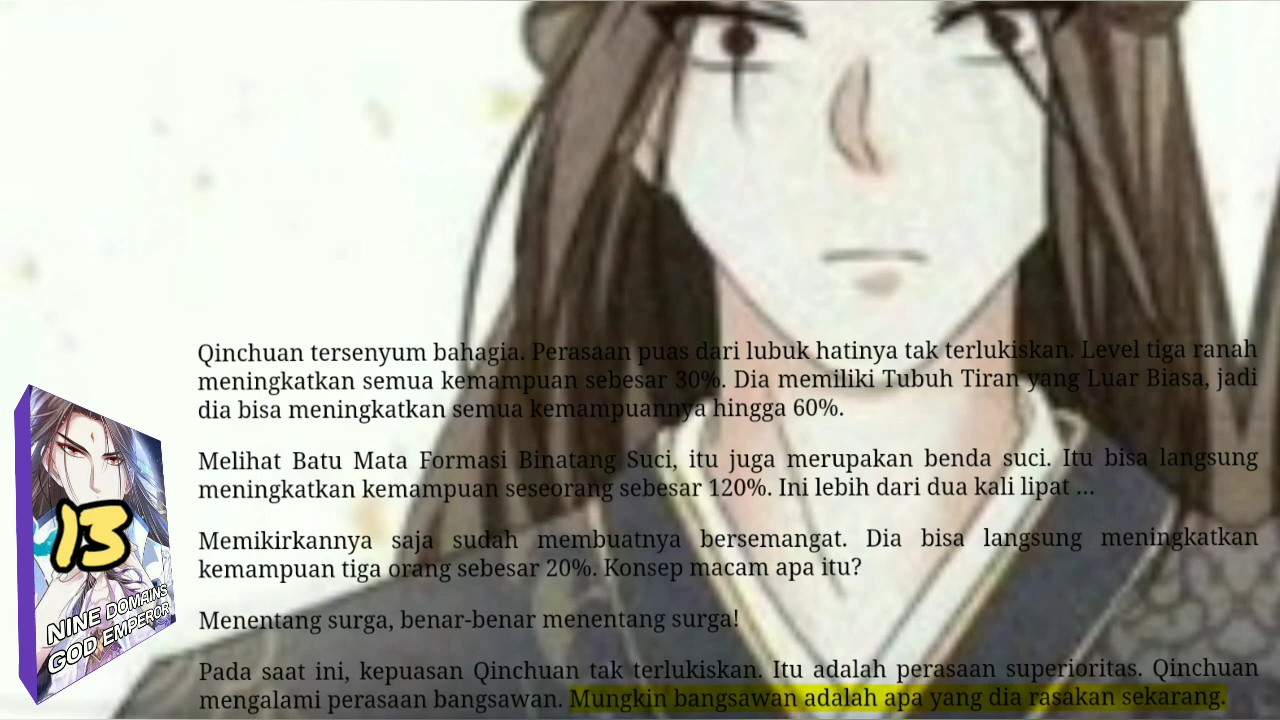 Qinchuan tersenyum bahagia. Perasaan puas dari lubuk hatinya tak terlukiskan. Level tiga ranah
meningkatkan semua kemampuan sebesar 30%. Dia memiliki Tubuh Tiran yang Luar Biasa, jadi
dia bisa meningkatkan semua kemampuannya hingga 60%.
Melihat Batu Mata Formasi Binatang Suci, itu juga merupakan benda suci. Itu bisa langsung
meningkatkan kemampuan seseorang sebesar 120%. Ini lebih dari dua kali lipat ...
Memikirkannya saja sudah membuatnya bersemangat. Dia bisa langsung meningkatkan
kemampuan tiga orang sebesar 20%. Konsep macam apa itu?
Menentang surga, benar-benar menentang surga!
Pada saat ini, kepuasan Qinchuan tak terlukiskan. Itu adalah perasaan superioritas. Qinchuan
mengalami perasaan bangsawan. Mungkin bangsawan adalah apa yang dia rasakan sekarang.
13
NINE DOMAINS
GOD EMPEROR